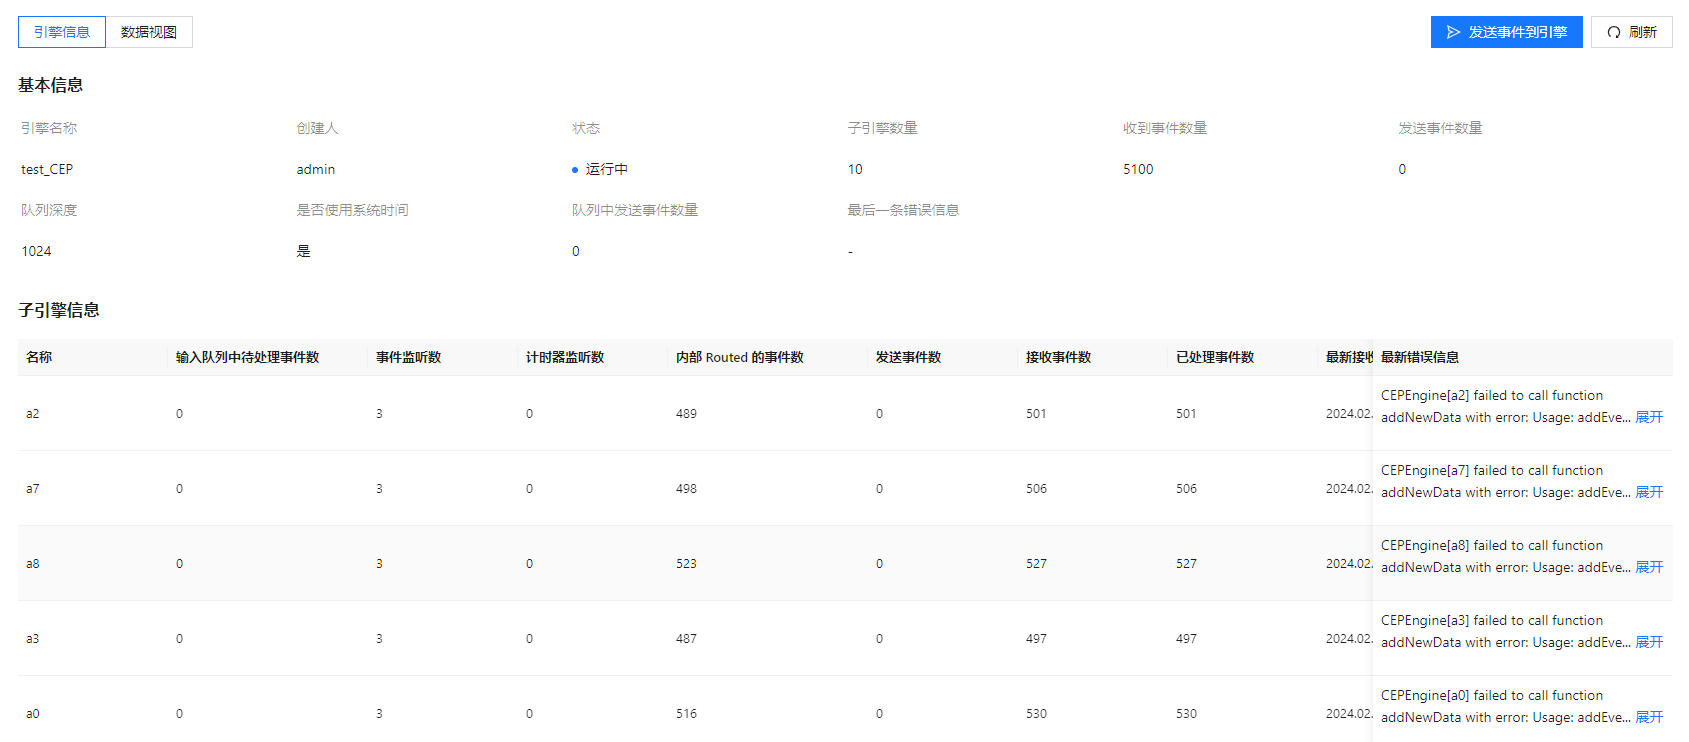 引擎信息 数据视图 发送事件到引擎 刷新
基本信息
引擎名称 创建人 状态 子引擎数量 收到事件数量 发送事件数量
test_CEP admin 运行中 10 5100 0
队列深度 是否使用系统时间 队列中发送事件数量 最后一条错误信息
1024 是 0 -
子引擎信息
名称 输入队列中待处理事件数 事件监听数 计时器监听数 内部 Routed 的事件数 发送事件数 接收事件数 已处理事件数 最新接收 最新错误信息
CEPEngine[a2] failed to call function
a2 0 3 0 489 0 501 501 2024.02. addNewData with error: Usage: addEve... 展开
CEPEngine[a7] failed to call function
a7 0 3 0 498 0 506 506 2024.02. addNewData with error: Usage: addEve... 展开
CEPEngine[a8] failed to call function
a8 0 3 0 523 0 527 527 2024.02. addNewData with error: Usage: addEve... 展开
CEPEngine[a3] failed to call function
a3 0 3 0 487 0 497 497 2024.02. addNewData with error: Usage: addEve... 展开
CEPEngine[a0] failed to call function
a0 0 3 0 516 0 530 530 2024.02. addNewData with error: Usage: addEve... 展开